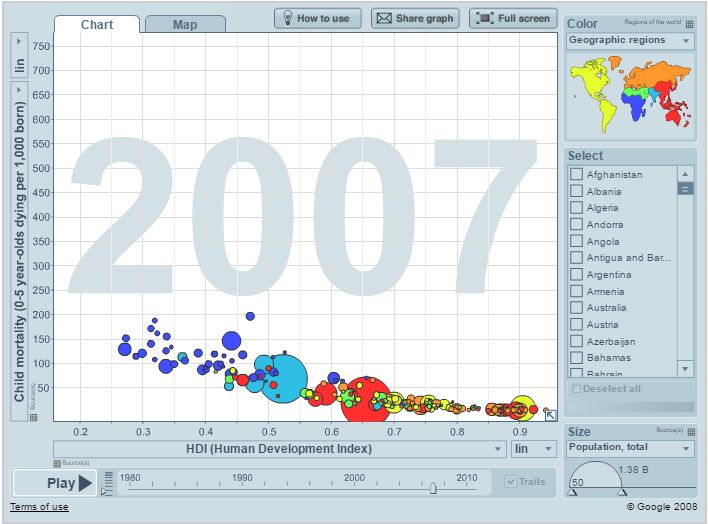 Chart
Map
How to use
Share graph
Full screen
Color
Regions of the world
Geographic regions
lin
Child mortality (0-5 year-olds dying per 1,000 born)
Source(s)
750
700
650
600
550
500
450
400
350
300
250
200
150
100
50
2007
0.2
0.3
0.4
0.5
0.6
0.7
0.8
0.9
HDI (Human Development Index)
lin
Source(s)
Select
Afghanistan
Albania
Algeria
Andorra
Angola
Antigua and Bar...
Argentina
Armenia
Australia
Austria
Azerbaijan
Bahamas
Bahrain
Deselect all
Size
Source(s)
Population, total
1.38 B
50
Play
1980
1990
2000
2010
Trails
Terms of use
© Google 2008